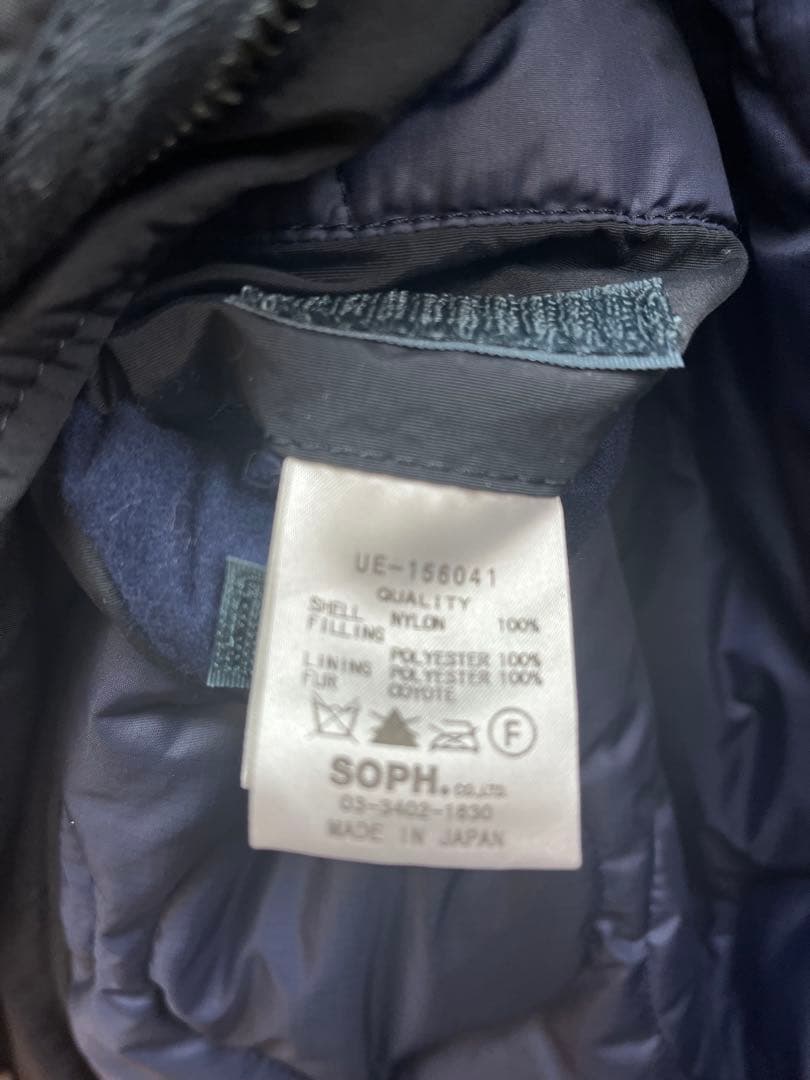 UE-156041
QUALITY
SHELL NYLON 100%
FILLING
POLYESTER 100%
LINING POLYESTER 100%
FUR COYOTE
F
SOPH.CO.,LTD.
03-3402-1830
MADE IN JAPAN